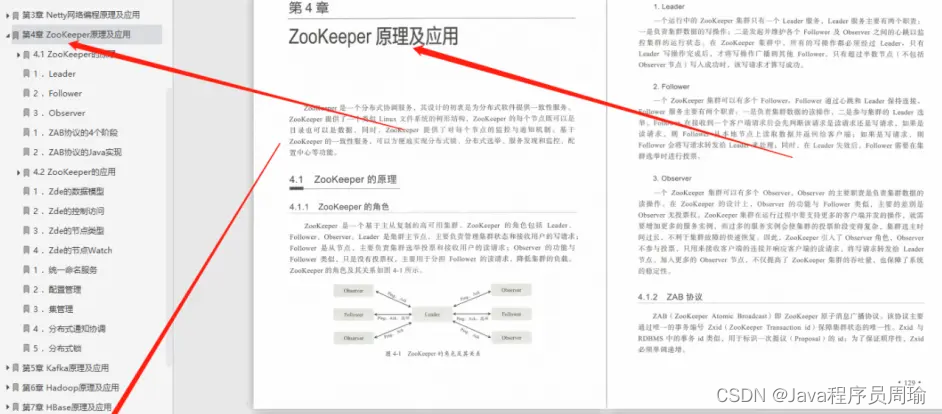 第3章 Netty网络编程原理及应用
第4章 ZooKeeper原理及应用
4.1 ZooKeeper的原理
1 . Leader
2 . Follower
3 . Observer
1 . ZAB协议的4个阶段
2 . ZAB协议的Java实现
4.2 ZooKeeper的应用
1 . Zde的数据模型
2 . Zde的控制访问
3 . Zde的节点类型
4 . Zde的节点Watch
1 . 统一命名服务
2 . 配置管理
3 . 集管理
4 . 分布式通知协调
5 . 分布式锁
第5章 Kafka原理及应用
第6章 Hadoop原理及应用
第7章 HBase原理及应用
第 4 章
ZooKeeper 原理及应用
ZooKeeper 是一个分布式协调服务,其设计的初衷是为分布式软件提供一致性服务。
ZooKeeper 提供了一个类似 Linux 文件系统的树形结构,ZooKeeper 的每个节点既可以是
目录也可以是数据,同时,ZooKeeper 提供了对每个节点的监控与通知机制。基于
ZooKeeper 的一致性服务,可以方便地实现分布式锁、分布式选举、服务发现和监控、配
置中心等功能。
4.1 ZooKeeper 的原理
4.1.1 ZooKeeper 的角色
ZooKeeper 是一个基于主从复制的高可用集群,ZooKeeper 的角色包括 Leader、
Follower、Observer。Leader 是集群主节点,主要负责管理集群状态和接收用户的写请求;
Follower 是从节点,主要负责集群选举投票和接收用户的读请求;Observer 的功能与
Follower 类似,只是没有投票权,主要用于分担 Follower 的读请求,降低集群的负载。
ZooKeeper 的角色及其关系如图 4-1 所示。
Observer
Observer
Follower
Leader
Follower
Observer
Observer
图 4-1 ZooKeeper 的角色及其关系
1. Leader
一个运行中的 ZooKeeper 集群只有一个 Leader 服务,Leader 服务主要有两个职责:
一是负责集群数据的写操作;二是发起并维护各个 Follower 及 Observer 之间的心跳以监
控集群的运行状态。在 ZooKeeper 集群中,所有的写操作都必须经过 Leader,只有
Leader 写操作完成后,才将写操作广播到其他 Follower。只有超过半数节点(不包括
Observer 节点)写入成功时,该写请求才算写成功。
2. Follower
一个 ZooKeeper 集群可以有多个 Follower,Follower 通过心跳和 Leader 保持连接。
Follower 服务主要有两个职责:一是负责集群数据的读操作,二是参与集群的 Leader 选
举。Follower 在接收到一个客户端请求后会先判断该请求是读请求还是写请求,如果是
读请求,则 Follower 从本地节点上读取数据并返回给客户端;如果是写请求,则
Follower 会将写请求转发给 Leader 来处理;同时,在 Leader 失效后,Follower 需要在集
群选举时进行投票。
3. Observer
一个 ZooKeeper 集群可以有多个 Observer,Observer 的主要职责是负责集群数据的
读操作。在 ZooKeeper 的设计上,Observer 的功能与 Follower 类似,主要的差别是
Observer 无投票权。ZooKeeper 集群在运行过程中要支持更多的客户端并发的操作,就需
要增加更多的服务实例,而过多的服务实例会使集群的投票阶段变得复杂,集群选主时
间过长,不利于集群故障的快速恢复。因此,ZooKeeper 引入了 Observer 角色,Observer
不参与投票,只用来接收客户端的连接并响应客户端的读请求,将写请求转发给 Leader
节点。加入更多的 Observer 节点,不仅提高了 ZooKeeper 集群的吞吐量,也保障了系统
的稳定性。
4.1.2 ZAB 协议
ZAB(ZooKeeper Atomic Broadcast)即 ZooKeeper 原子消息广播协议。该协议主要
通过唯一的事务编号 Zxid(ZooKeeper Transaction id)保障集群状态的唯一性。Zxid 与
RDBMS 中的事务 id 类似,用于标识一次提议(Proposal)的 id;为了保证顺序性,Zxid
必须单调递增。
• 129 •
CSDN @Java程序员周瑜